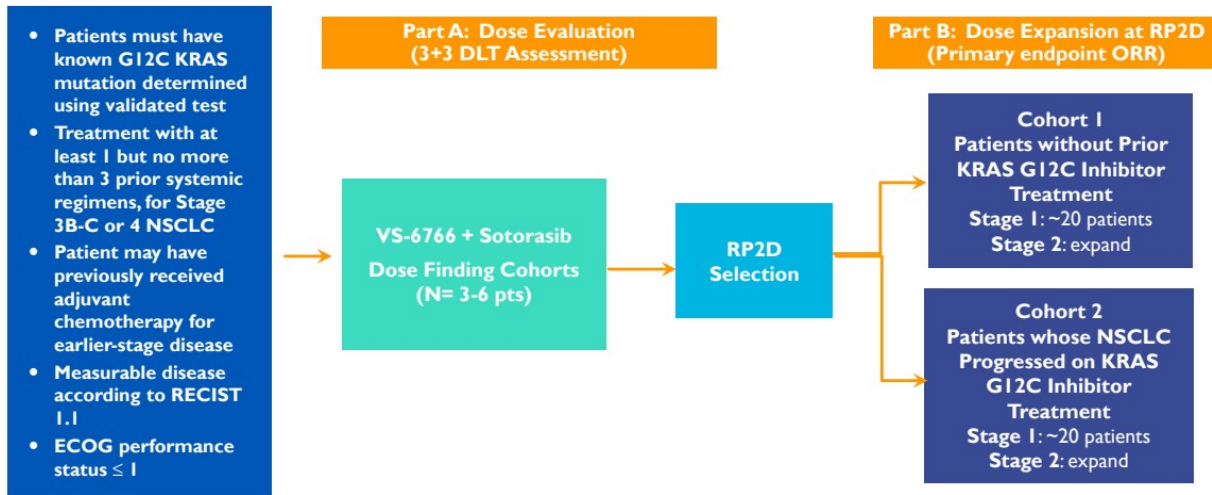 • Patients must have
known G12C KRAS
mutation determined
using validated test
• Treatment with at
least 1 but no more
than 3 prior systemic
regimens, for Stage
3B-C or 4 NSCLC
• Patient may have
previously received
adjuvant
chemotherapy for
earlier-stage disease
• Measurable disease
according to RECIST
1.1
• ECOG performance
status ≤ 1
Part A: Dose Evaluation
(3+3 DLT Assessment)
VS-6766 + Sotorasib
Dose Finding Cohorts
(N= 3-6 pts)
RP2D
Selection
Part B: Dose Expansion at RP2D
(Primary endpoint ORR)
Cohort 1
Patients without Prior
KRAS G12C Inhibitor
Treatment
Stage 1: ~20 patients
Stage 2: expand
Cohort 2
Patients whose NSCLC
Progressed on KRAS
G12C Inhibitor
Treatment
Stage 1: ~20 patients
Stage 2: expand